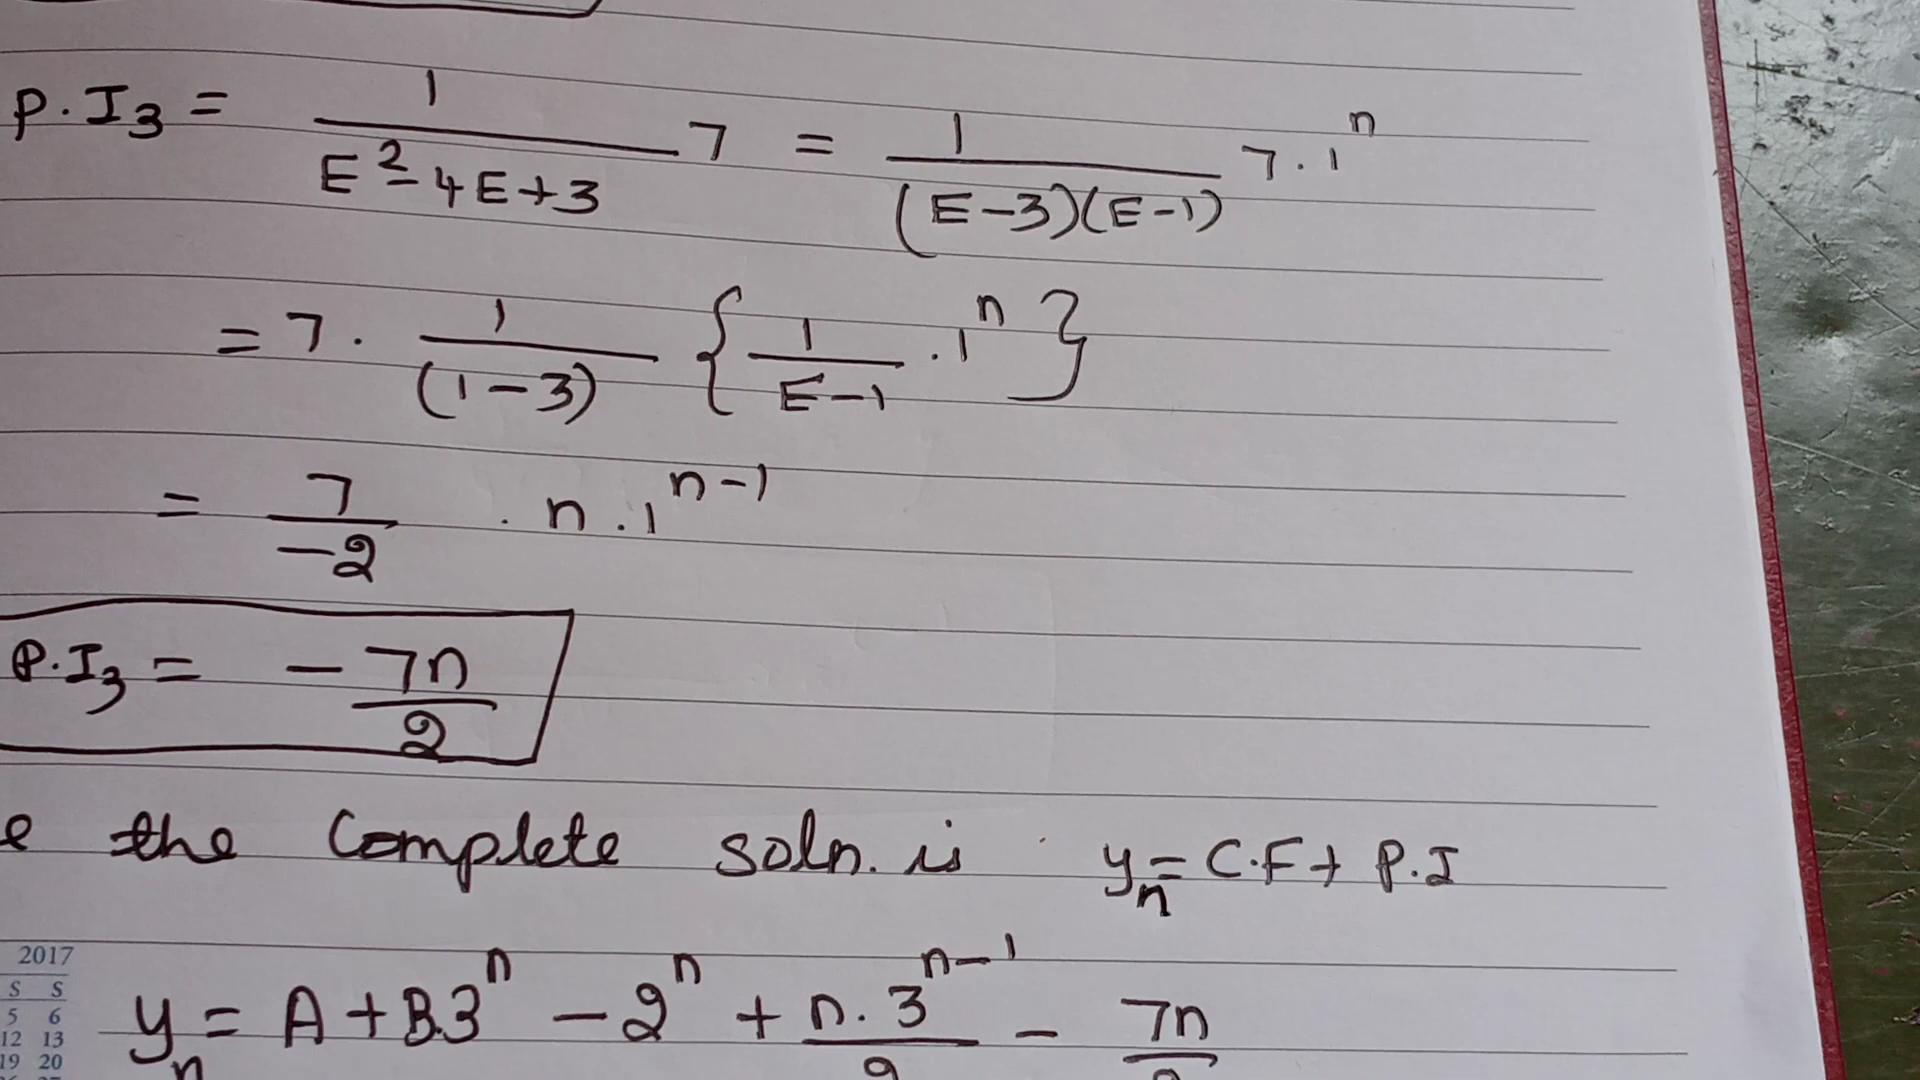 P.I₃ = 1/(E²-4E+3) 7 = 1/((E-3)(E-1)) 7.1ⁿ
= 7 . 1/(1-3) { 1/(E-1) . 1ⁿ }
= 7/-2 . n . 1ⁿ⁻¹
P.I₃ = - 7n/2
e the Complete soln. is yₙ = C.F + P.I
2017
S S
5 6
12 13
19 20
yₙ = A + B.3ⁿ - 2ⁿ + n.3ⁿ⁻¹/2 - 7n/2